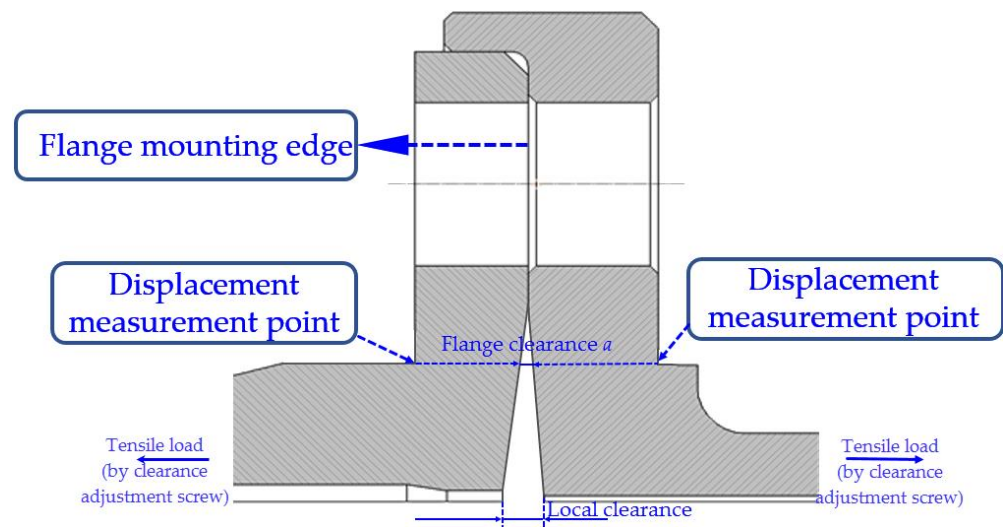 Flange mounting edge
Displacement
measurement point
Displacement
measurement point
Flange clearance a
Tensile load
(by clearance
adjustment screw)
Tensile load
(by clearance
adjustment screw)
Local clearance